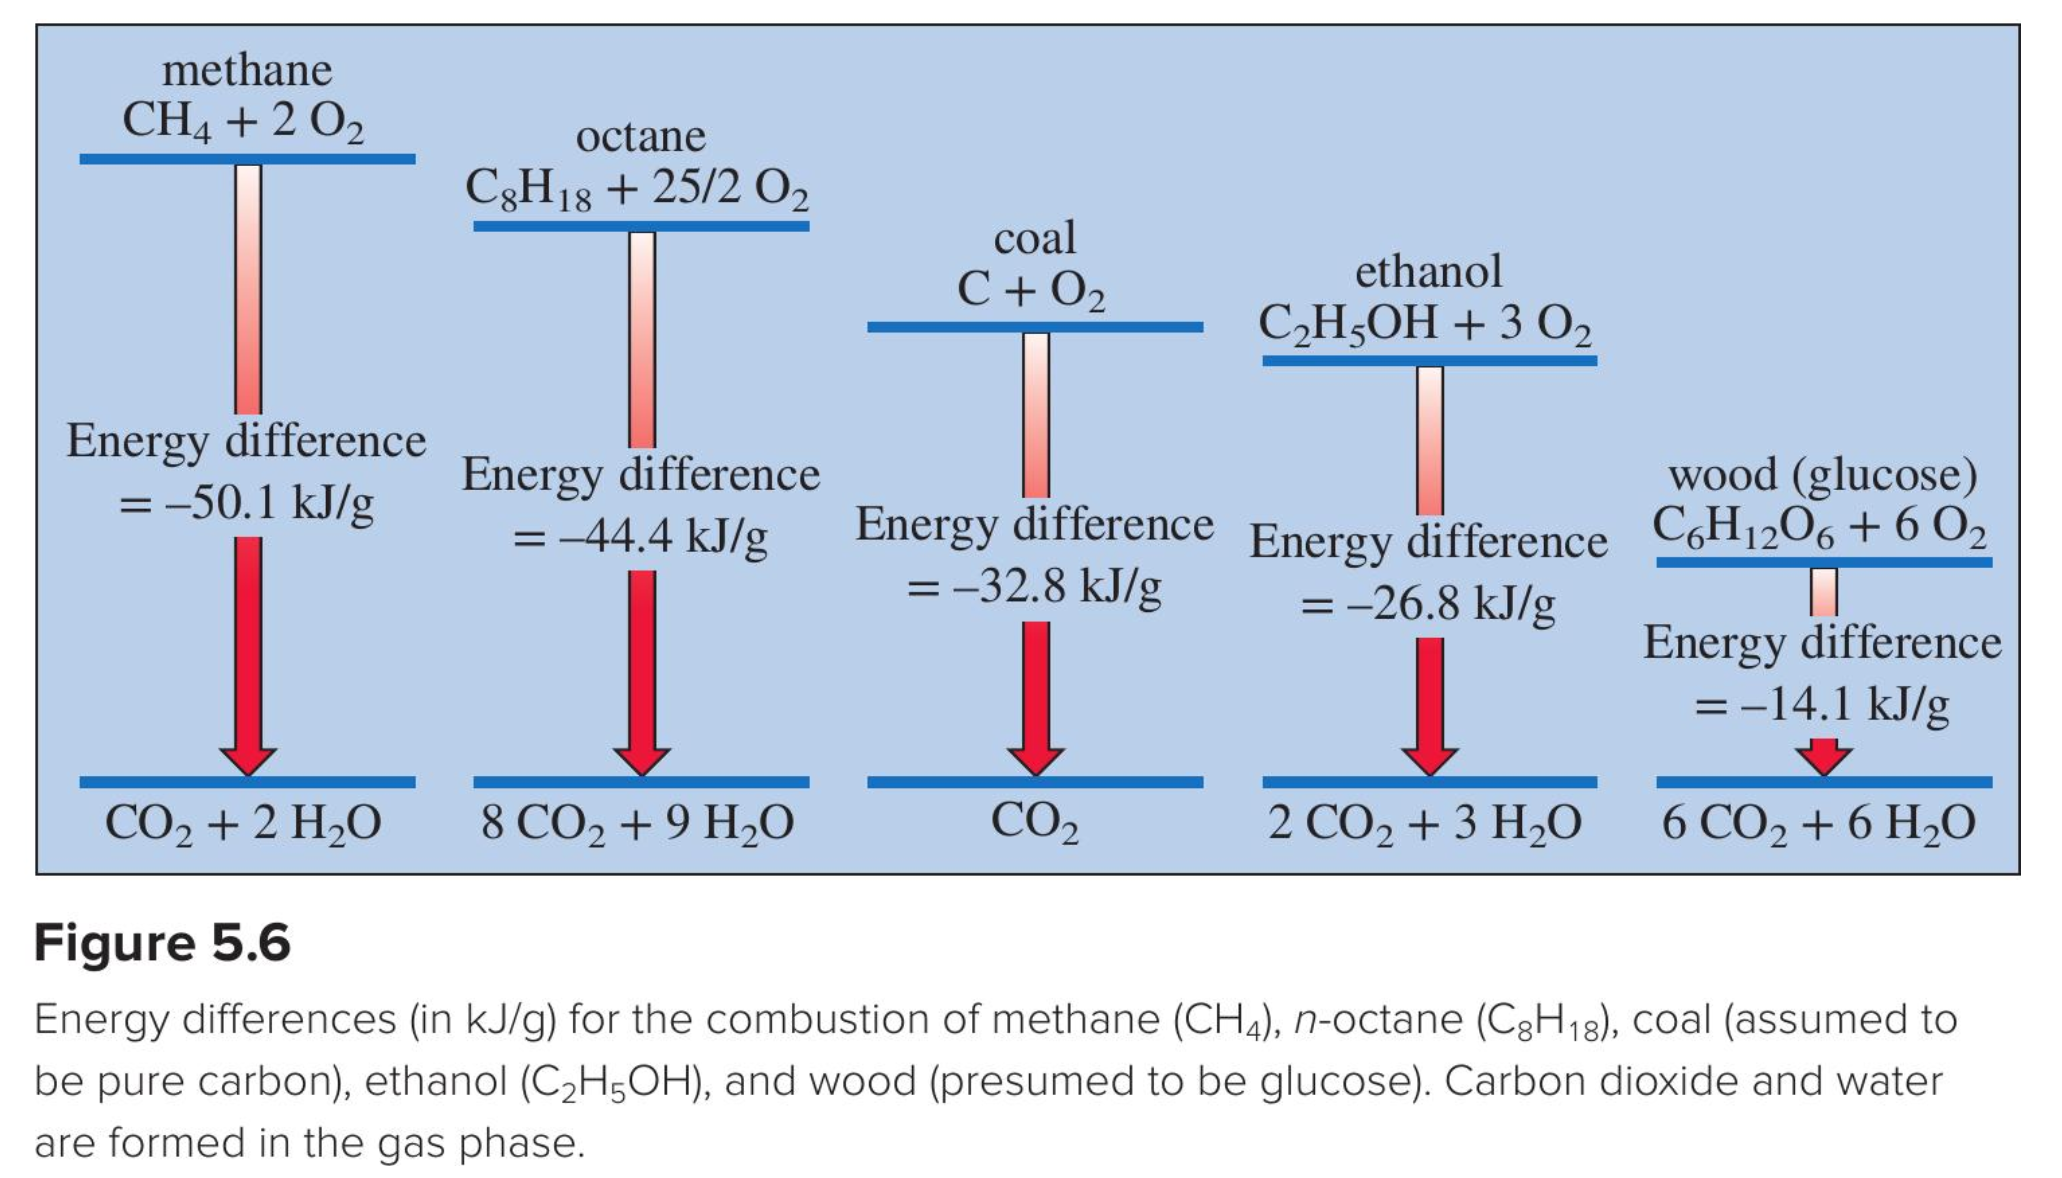 methane
CH₄ + 2 O₂
Energy difference
= –50.1 kJ/g
CO₂ + 2 H₂O
octane
C₈H₁₈ + 25/2 O₂
Energy difference
= –44.4 kJ/g
8 CO₂ + 9 H₂O
coal
C + O₂
Energy difference
= –32.8 kJ/g
CO₂
ethanol
C₂H₅OH + 3 O₂
Energy difference
= –26.8 kJ/g
2 CO₂ + 3 H₂O
wood (glucose)
C₆H₁₂O₆ + 6 O₂
Energy difference
= –14.1 kJ/g
6 CO₂ + 6 H₂O
Figure 5.6
Energy differences (in kJ/g) for the combustion of methane (CH₄), n-octane (C₈H₁₈), coal (assumed to
be pure carbon), ethanol (C₂H₅OH), and wood (presumed to be glucose). Carbon dioxide and water
are formed in the gas phase.